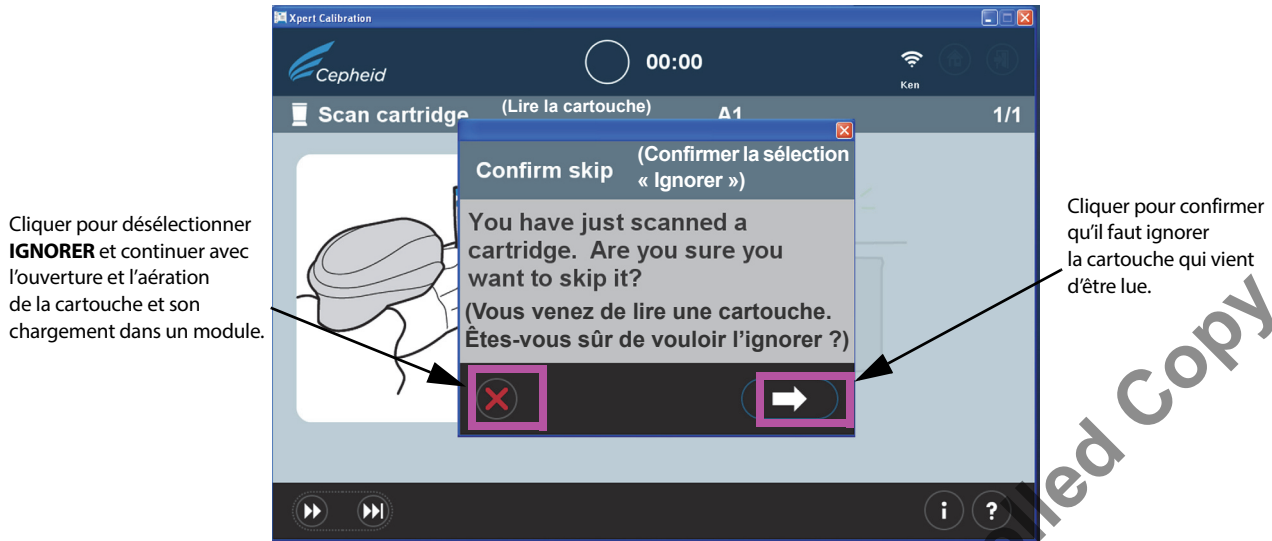 Xpert Calibration
Cepheid
00:00
Ken
Scan cartridge
(Lire la cartouche)
A1
1/1
Confirm skip
(Confirmer la sélection
« Ignorer »)
You have just scanned a
cartridge. Are you sure you
want to skip it?
(Vous venez de lire une cartouche.
Êtes-vous sûr de vouloir l'ignorer ?)
Cliquer pour désélectionner
IGNORER et continuer avec
l'ouverture et l'aération
de la cartouche et son
chargement dans un module.
Cliquer pour confirmer
qu'il faut ignorer
la cartouche qui vient
d'être lue.
i
?
lled Copy